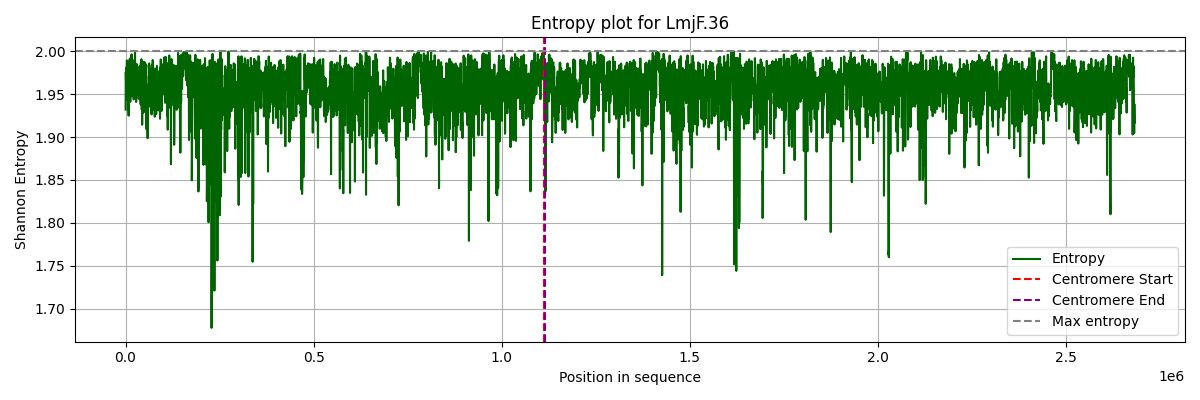 Entropy plot for LmjF.36
Shannon Entropy
2.00
1.95
1.90
1.85
1.80
1.75
1.70
Entropy
Centromere Start
Centromere End
Max entropy
0.0 0.5 1.0 1.5 2.0 2.5
Position in sequence
1e6